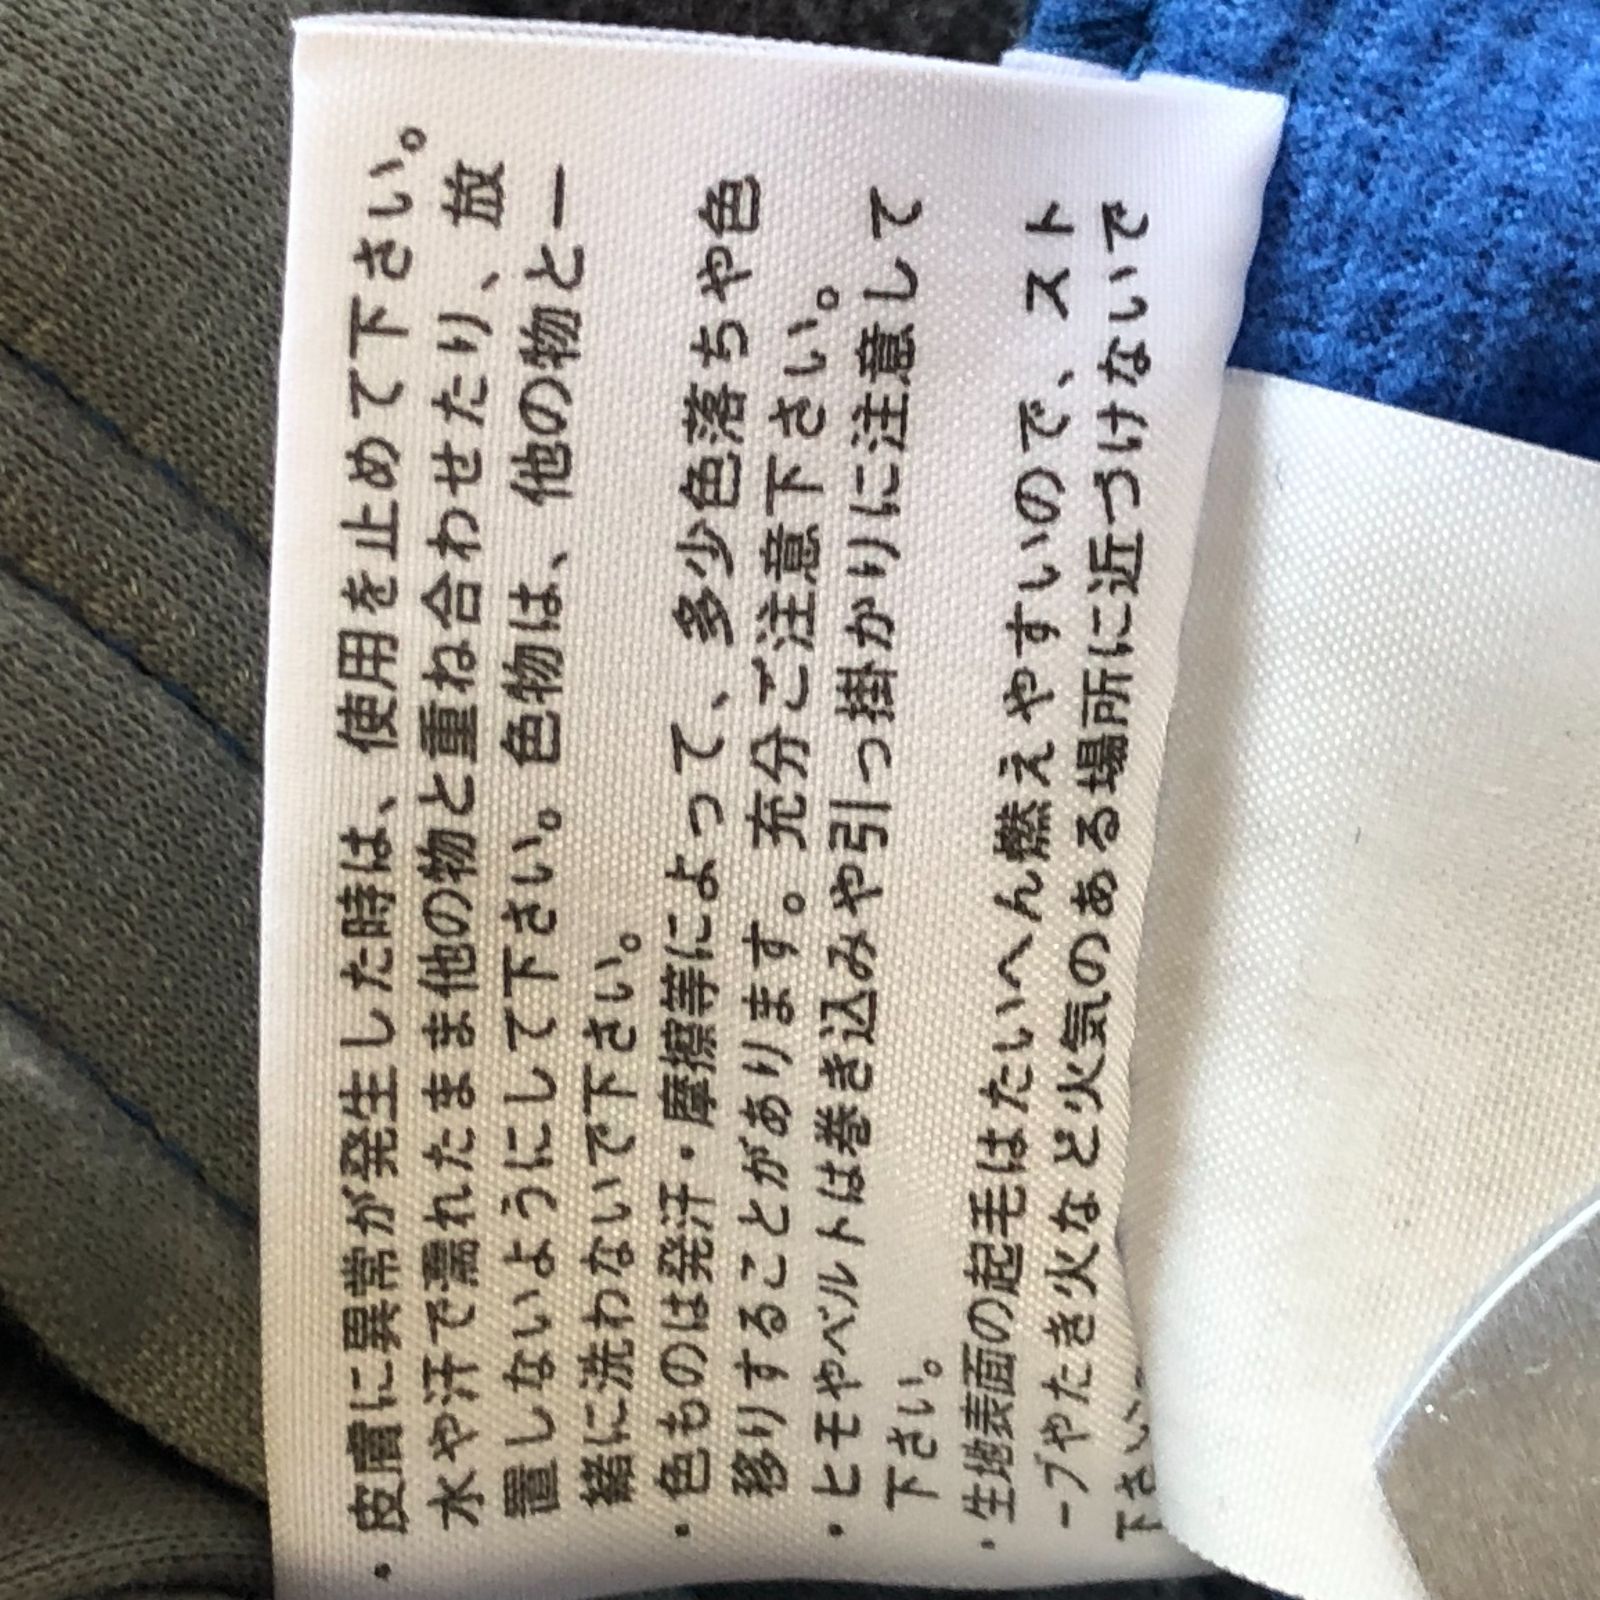 ・皮膚に異常が発生した時は、使用を止めて下さい。
水や汗で濡れたまま他の物と重ね合わせたり、放
置しないようにして下さい。色物は、他の物と一
緒に洗わないで下さい。
・色ものは発汗・摩擦等によって、多少色落ちや色
移りすることがあります。充分ご注意下さい。
・ヒモやベルトは巻き込みや引っ掛かりに注意して
下さい。
・生地表面の起毛はたいへん燃えやすいので、スト
ーブやたき火など火気のある場所に近づけないで
下さい